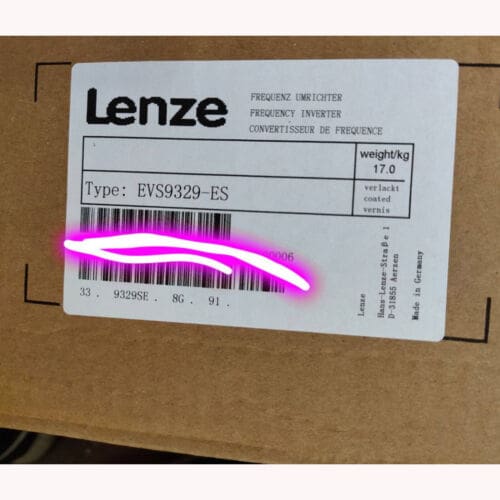 Lenze
FREQUENZ UMRICHTER
FREQUENCY INVERTER
CONVERTISSEUR DE FREQUENCE
weight/kg
17.0
Type: EVS9329-ES
verlackt
coated
vernis
0006
33 . 9329SE . 8G . 91 .
Lenze
Hans-Lenze-Straße 1
D-31855 Aerzen
Made in Germany